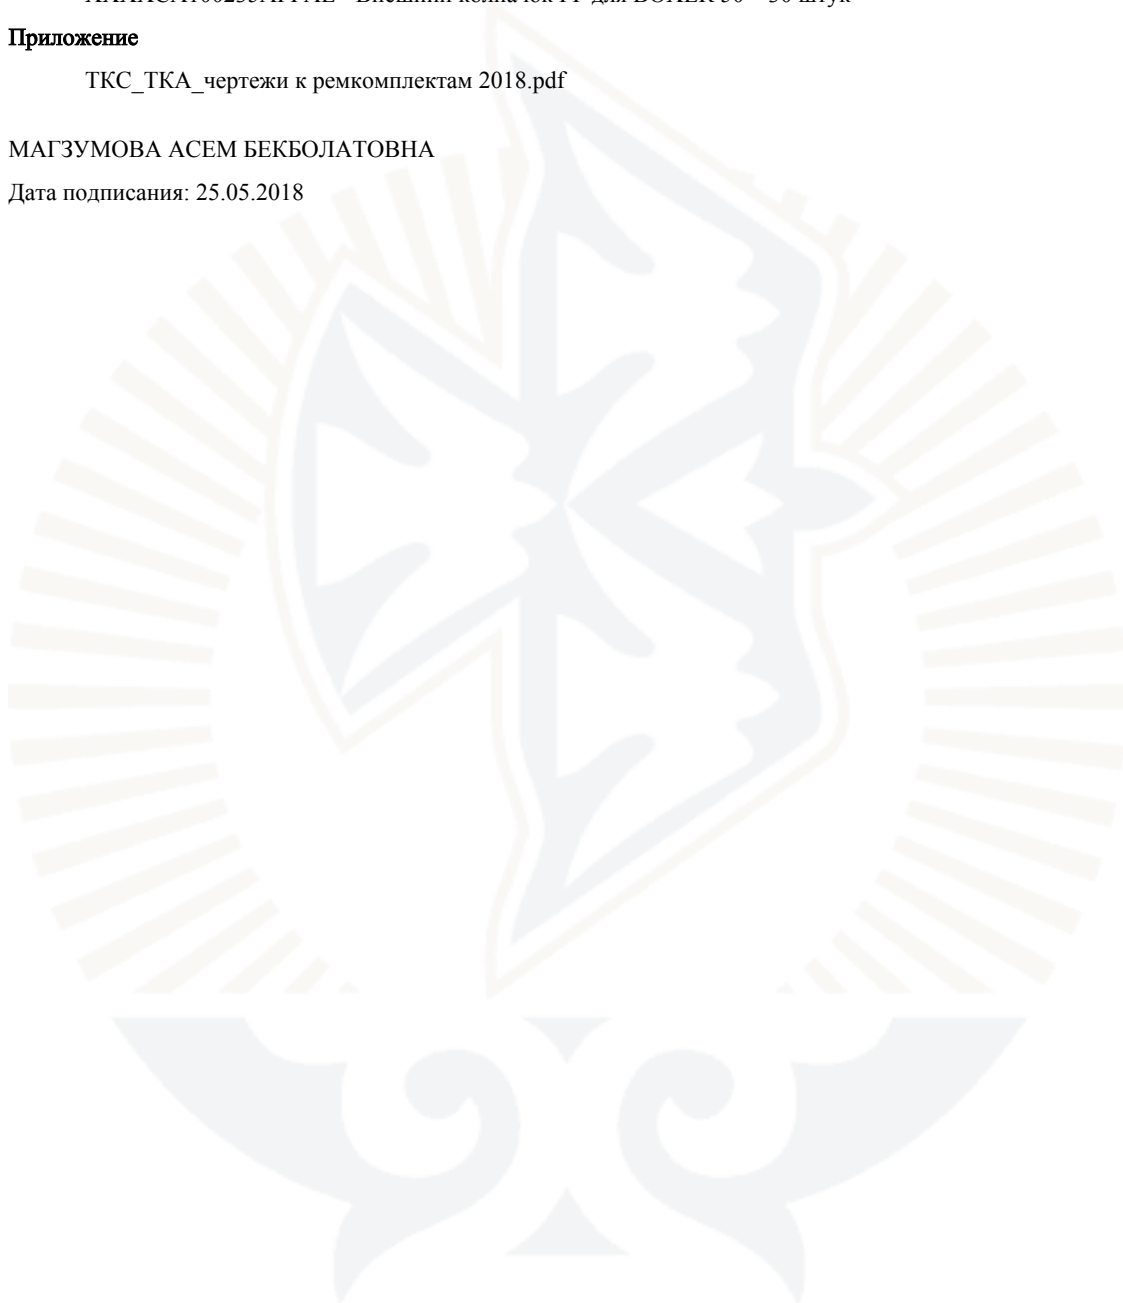 Приложение
ТКС_ТКА_чертежи к ремкомплектам 2018.pdf
МАГЗУМОВА АСЕМ БЕКБОЛАТОВНА
Дата подписания: 25.05.2018